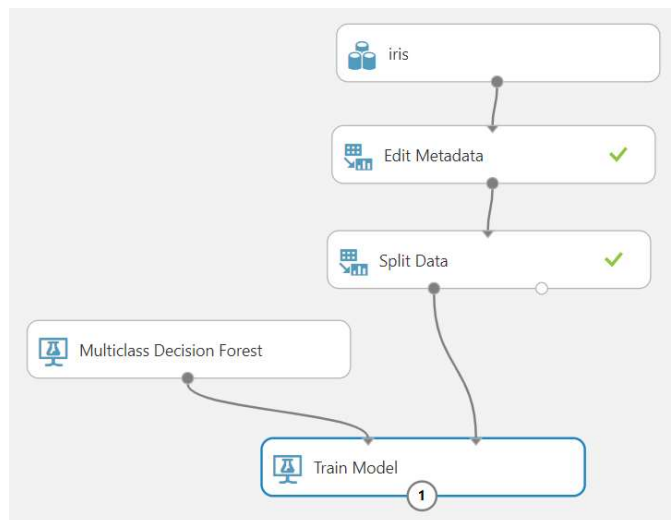 iris
Edit Metadata
Split Data
Multiclass Decision Forest
Train Model
1